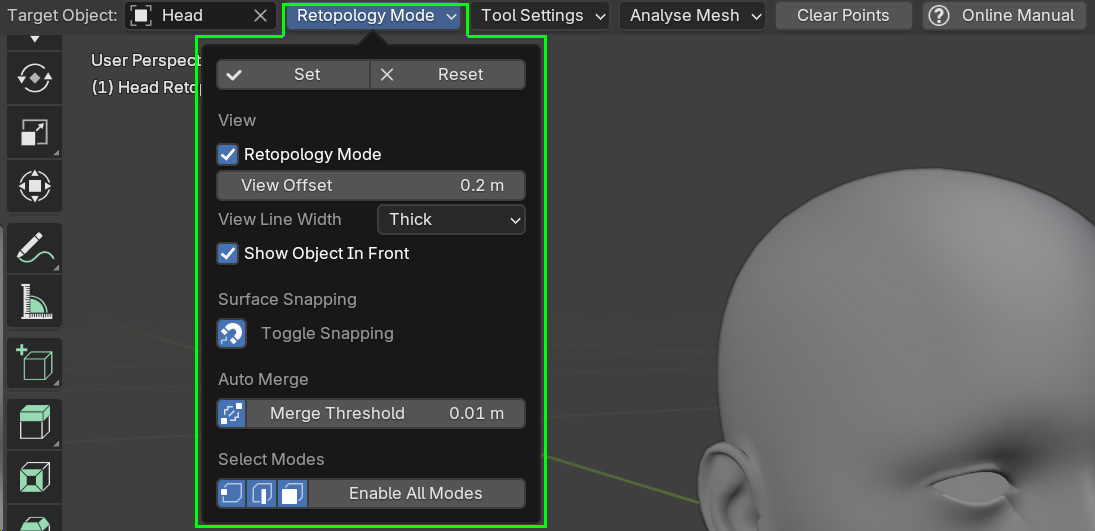 Target Object: Head Retopology Mode Tool Settings Analyse Mesh Clear Points Online Manual
User Perspect
(1) Head Reto
Set Reset
View
Retopology Mode
View Offset 0.2 m
View Line Width Thick
Show Object In Front
Surface Snapping
Toggle Snapping
Auto Merge
Merge Threshold 0.01 m
Select Modes
Enable All Modes